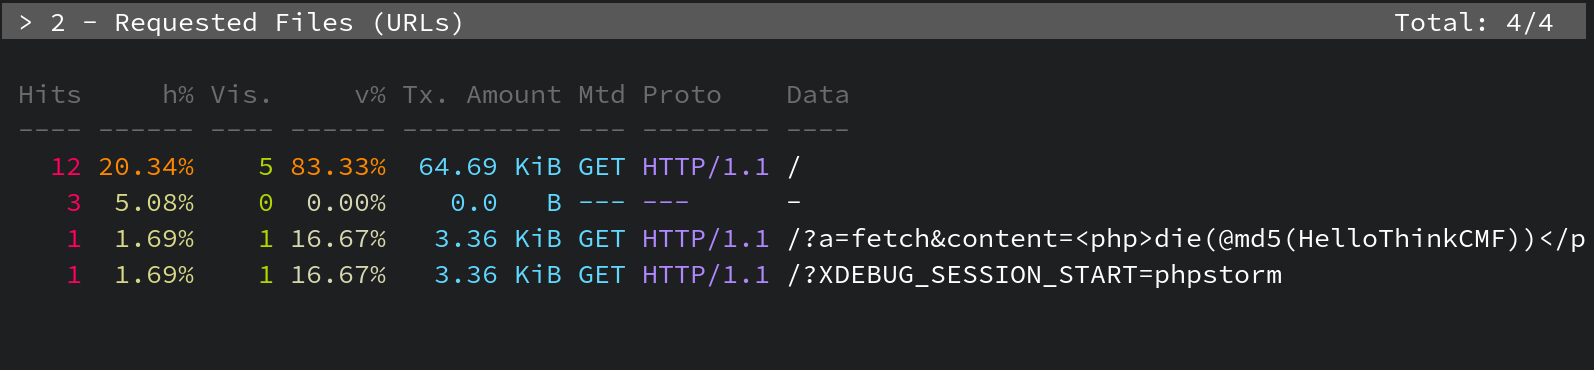 > 2 - Requested Files (URLs) Total: 4/4
Hits h% Vis. v% Tx. Amount Mtd Proto Data
---- ------ ---- ------ ---------- --- -------- ----
12 20.34% 5 83.33% 64.69 KiB GET HTTP/1.1 /
3 5.08% 0 0.00% 0.0 B --- --- -
1 1.69% 1 16.67% 3.36 KiB GET HTTP/1.1 /?a=fetch&content=<php>die(@md5(HelloThinkCMF))</p
1 1.69% 1 16.67% 3.36 KiB GET HTTP/1.1 /?XDEBUG_SESSION_START=phpstorm